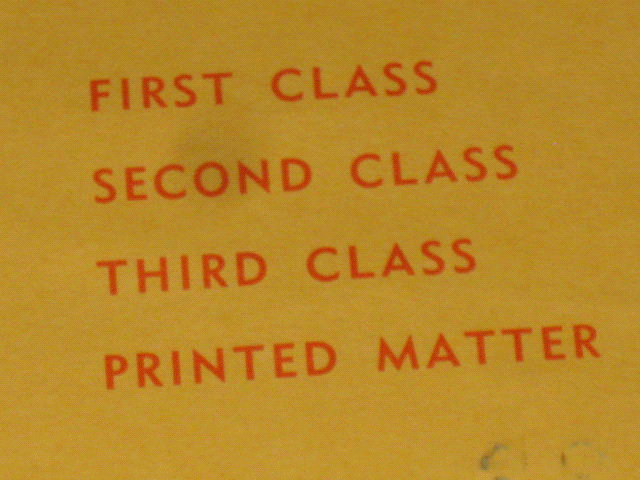 FIRST CLASS
SECOND CLASS
THIRD CLASS
PRINTED MATTER